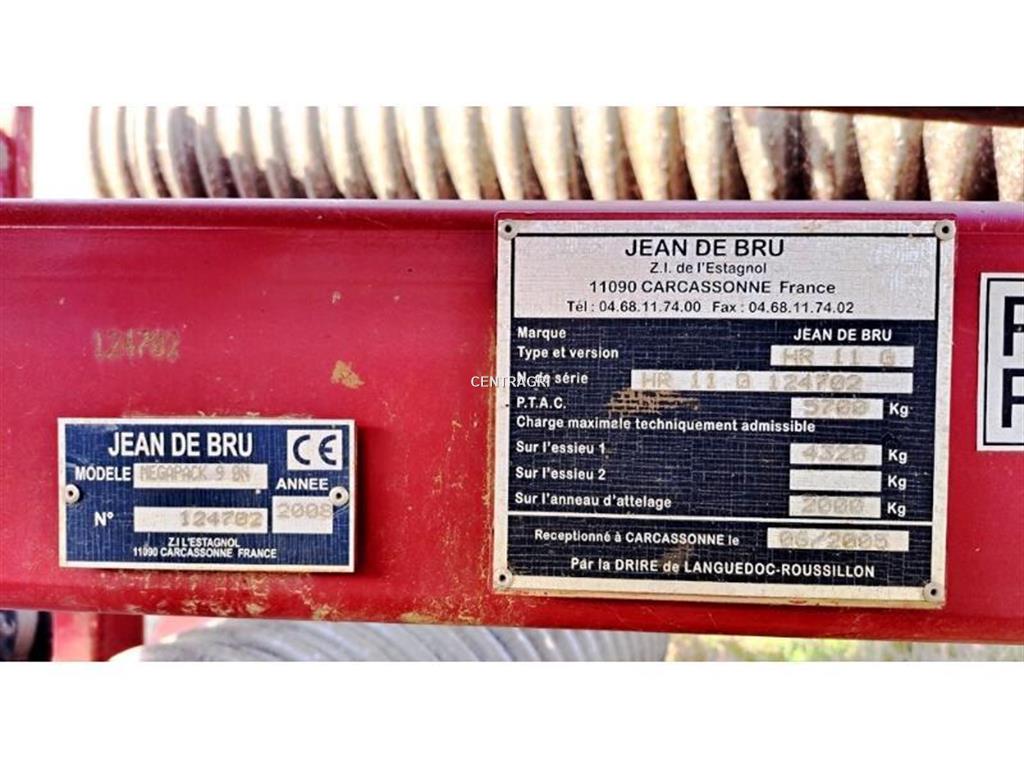 124702
JEAN DE BRU
CE
MODELE MEGAPACK 9 BN
ANNEE
N° 124702 2008
Z.I L'ESTAGNOL
11090 CARCASSONNE FRANCE
JEAN DE BRU
Z.I. de l'Estagnol
11090 CARCASSONNE France
Tél : 04.68.11.74.00 Fax : 04.68.11.74.02
Marque JEAN DE BRU
Type et version HR 11 G
N. de série HR 11 G 124702
P.T.A.C. 5700 Kg
Charge maximale techniquement admissible
Sur l'essieu 1 4320 Kg
Sur l'essieu 2 Kg
Sur l'anneau d'attelage 2000 Kg
Receptionné à CARCASSONNE le 06/2005
Par la DRIRE de LANGUEDOC-ROUSSILLON
CENTRAGRI